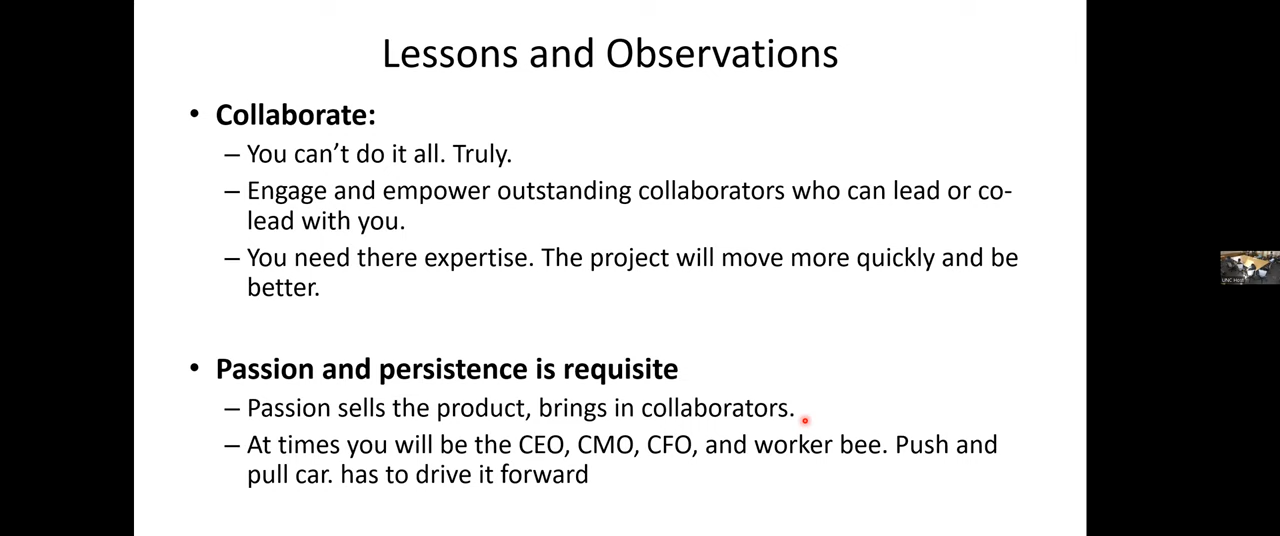 Lessons and Observations
• Collaborate:
– You can’t do it all. Truly.
– Engage and empower outstanding collaborators who can lead or co-
lead with you.
– You need there expertise. The project will move more quickly and be
better.
• Passion and persistence is requisite
– Passion sells the product, brings in collaborators.
– At times you will be the CEO, CMO, CFO, and worker bee. Push and
pull car. has to drive it forward